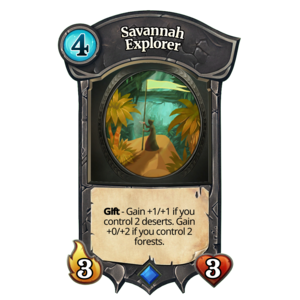 4
Savannah
Explorer
Gift - Gain +1/+1 if you
control 2 deserts. Gain
+0/+2 if you control 2
forests.
3
3